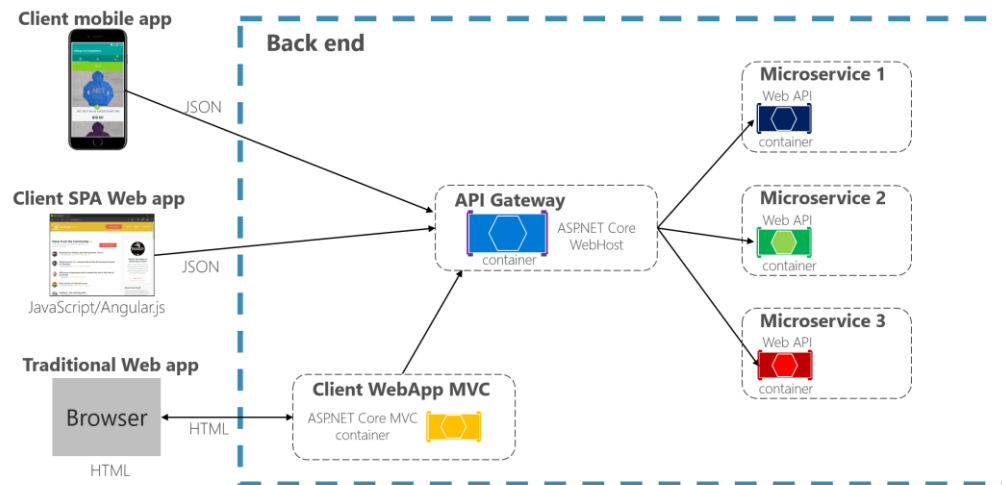 Client mobile app
Back end
JSON
Microservice 1
Web API
container
Client SPA Web app
JSON
JavaScript/Angular.js
API Gateway
ASP.NET Core
WebHost
container
Microservice 2
Web API
container
Microservice 3
Web API
container
Traditional Web app
Browser
HTML
HTML
Client WebApp MVC
ASP.NET Core MVC
container